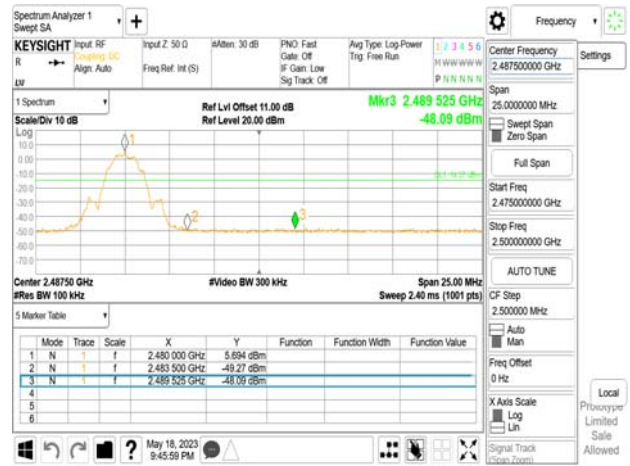 Spectrum Analyzer 1
Swept SA
Frequency
KEYSIGHT
Input: RF
Coupling: DC
Align: Auto
Input Z: 50 Ω
Freq Ref: Int (S)
#Atten: 30 dB
PNO: Fast
Gate: Off
IF Gain: Low
Sig Track: Off
Avg Type: Log-Power
Trig: Free Run
1 2 3 4 5 6
M W W W W W
P N N N N N
R
LXI
Center Frequency
2.487500000 GHz
Settings
Span
25.0000000 MHz
Swept Span
Zero Span
Full Span
Start Freq
2.475000000 GHz
Stop Freq
2.500000000 GHz
AUTO TUNE
CF Step
2.500000 MHz
Auto
Man
Freq Offset
0 Hz
X Axis Scale
Log
Lin
Signal Track
(Span Zoom)
Local
Prototype
Limited
Sale
Allowed
1 Spectrum
Scale/Div 10 dB
Ref Lvl Offset 11.00 dB
Ref Level 20.00 dBm
Mkr3 2.489 525 GHz
-48.09 dBm
Log
10.0
0.00
-10.0
-20.0
-30.0
-40.0
-50.0
-60.0
-70.0
1
2
3
Center 2.48750 GHz
#Res BW 100 kHz
#Video BW 300 kHz
Span 25.00 MHz
Sweep 2.40 ms (1001 pts)
5 Marker Table
Mode Trace Scale X Y Function Function Width Function Value
1 N 1 f 2.480 000 GHz 5.694 dBm
2 N 1 f 2.483 500 GHz -49.27 dBm
3 N 1 f 2.489 525 GHz -48.09 dBm
4
5
6
?
May 18, 2023
9:45:59 PM